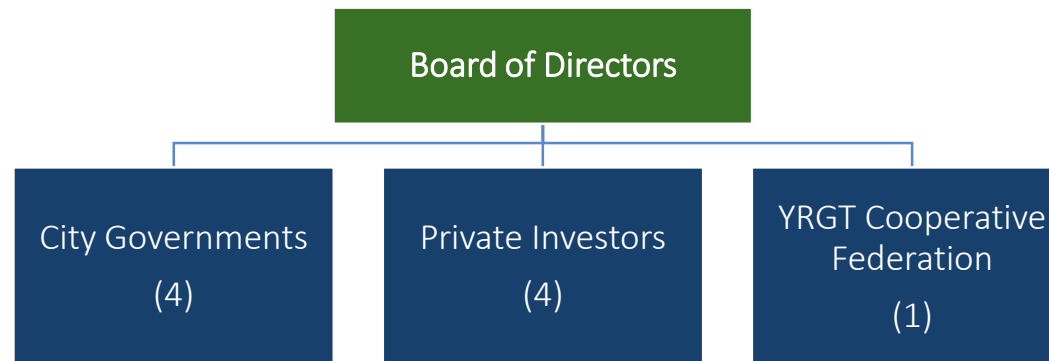 Board of Directors
City Governments
(4)
Private Investors
(4)
YRGT Cooperative
Federation
(1)